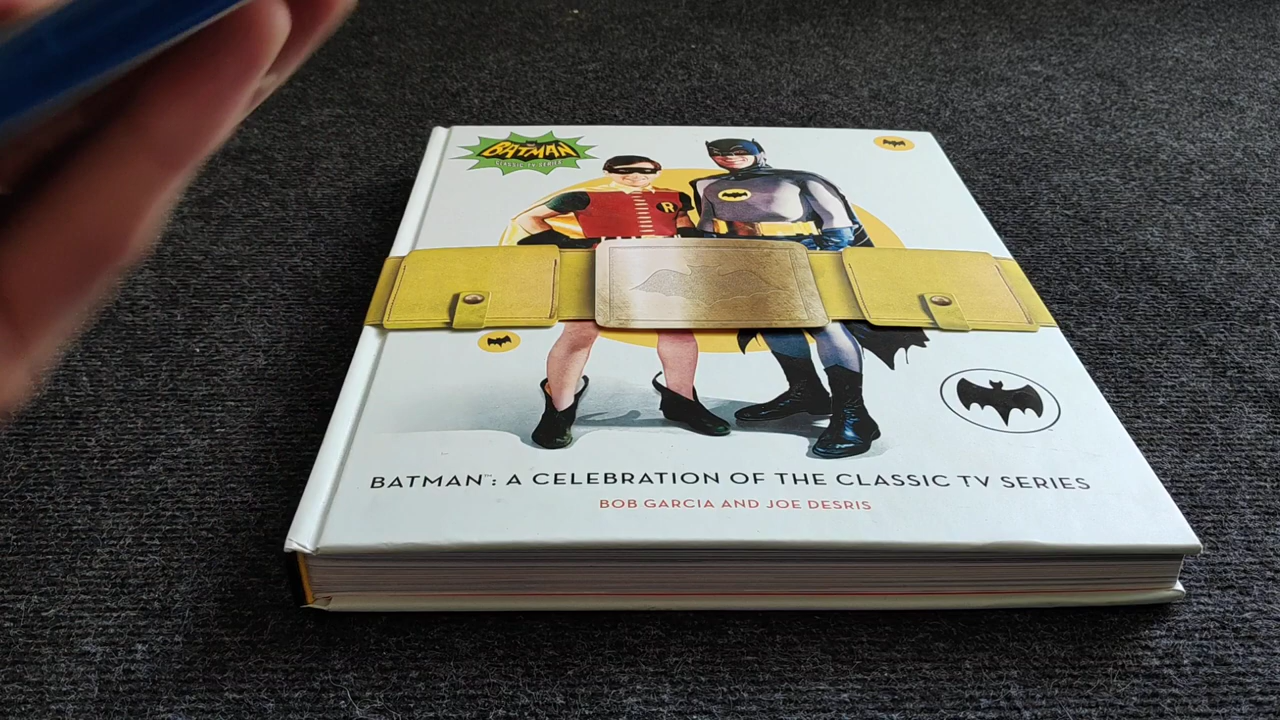 BATMAN
CLASSIC TV SERIES
R
BATMAN™: A CELEBRATION OF THE CLASSIC TV SERIES
BOB GARCIA AND JOE DESRIS